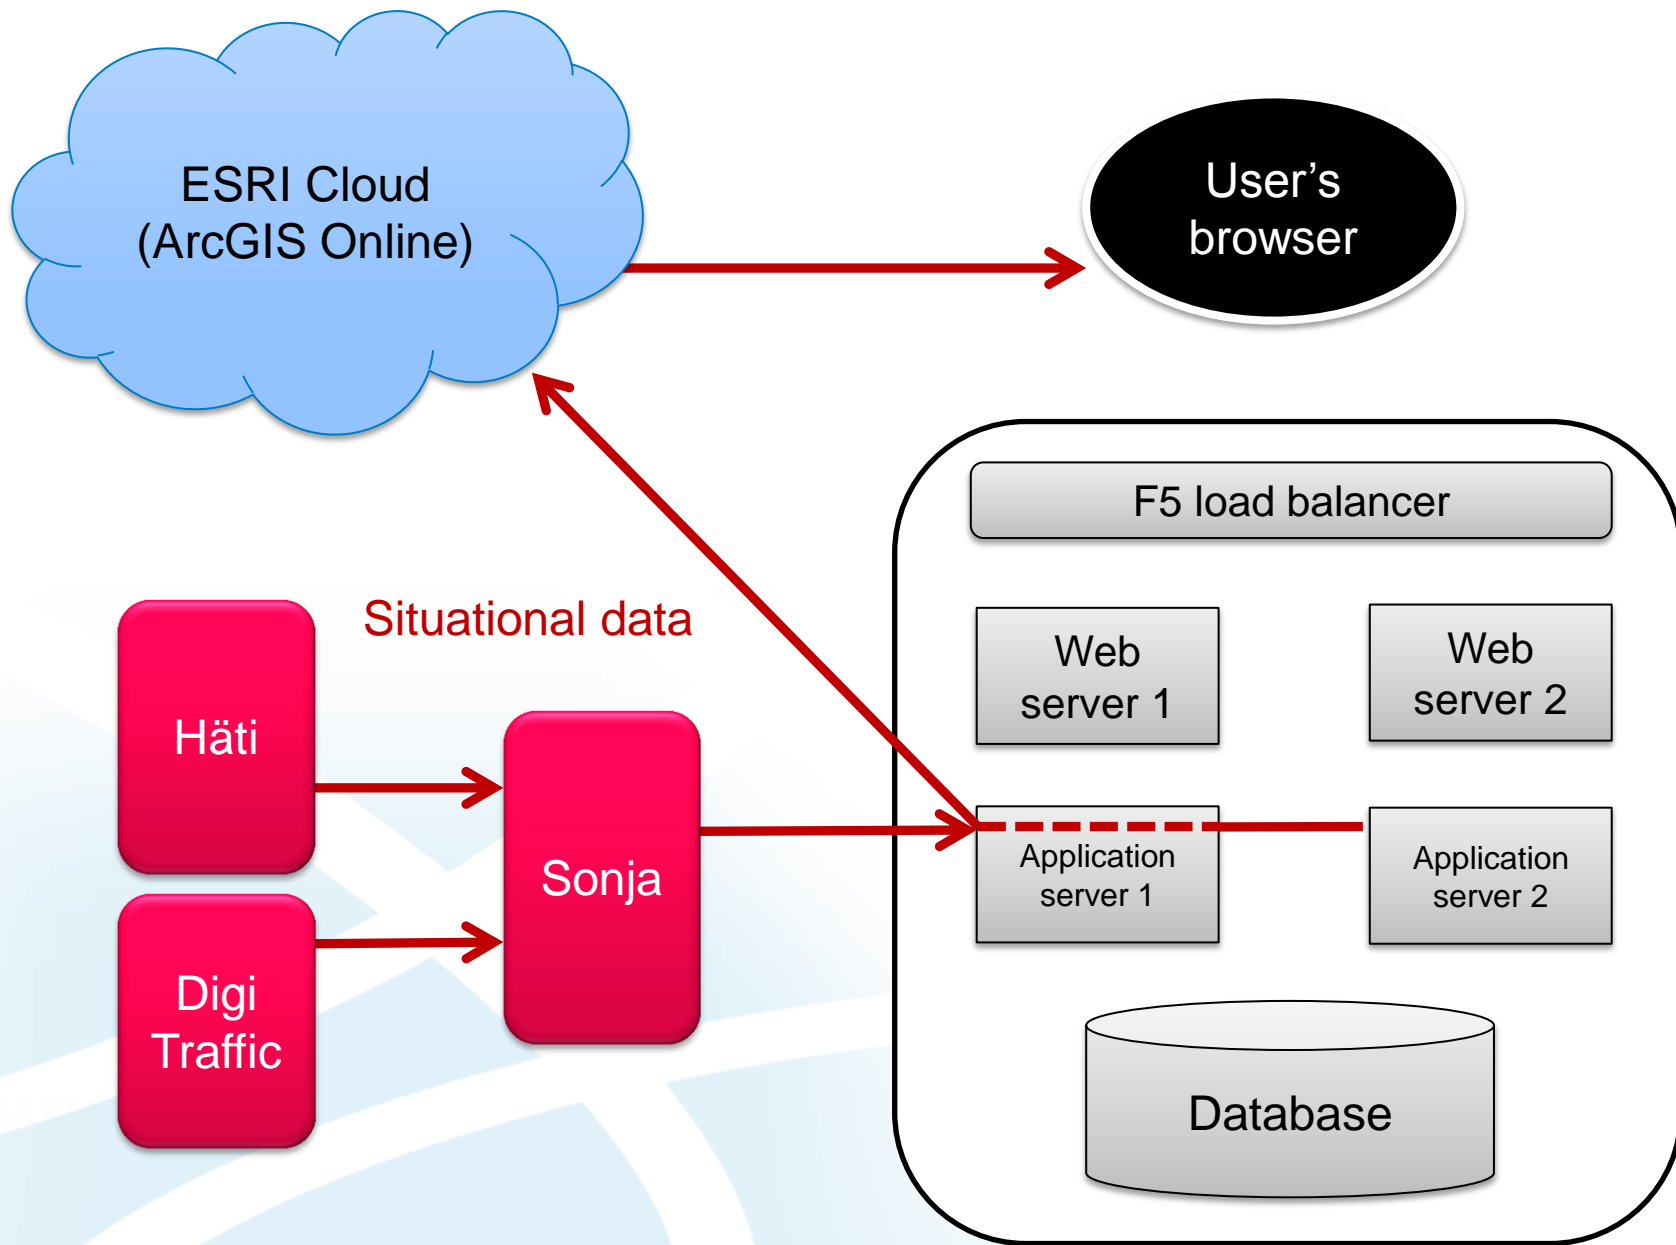 ESRI Cloud
(ArcGIS Online)
User’s
browser
F5 load balancer
Situational data
Web
server 1
Web
server 2
Häti
Sonja
Application
server 1
Application
server 2
Digi
Traffic
Database